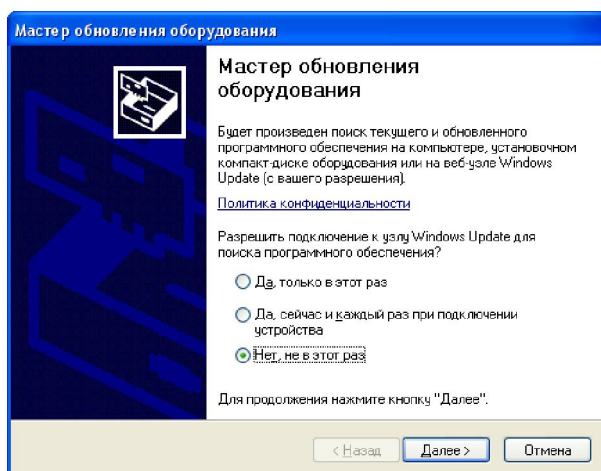 Мастер обновления оборудования
Мастер обновления
оборудования
Будет произведен поиск текущего и обновленного
программного обеспечения на компьютере, установочном
компакт-диске оборудования или на веб-узле Windows
Update (с вашего разрешения).
Политика конфиденциальности
Разрешить подключение к узлу Windows Update для
поиска программного обеспечения?
Да, только в этот раз
Да, сейчас и каждый раз при подключении
устройства
Нет, не в этот раз
Для продолжения нажмите кнопку "Далее".
< Назад Далее > Отмена